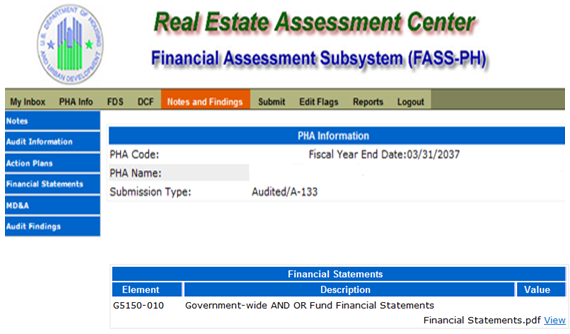 U.S. DEPARTMENT OF HOUSING AND URBAN DEVELOPMENT
Real Estate Assessment Center
Financial Assessment Subsystem (FASS-PH)
My Inbox PHA Info FDS DCF Notes and Findings Submit Edit Flags Reports Logout
Notes
Audit Information
Action Plans
Financial Statements
MD&A
Audit Findings
PHA Information
PHA Code: Fiscal Year End Date:03/31/2037
PHA Name:
Submission Type: Audited/A-133
Financial Statements
Element Description Value
G5150-010 Government-wide AND OR Fund Financial Statements
Financial Statements.pdf View